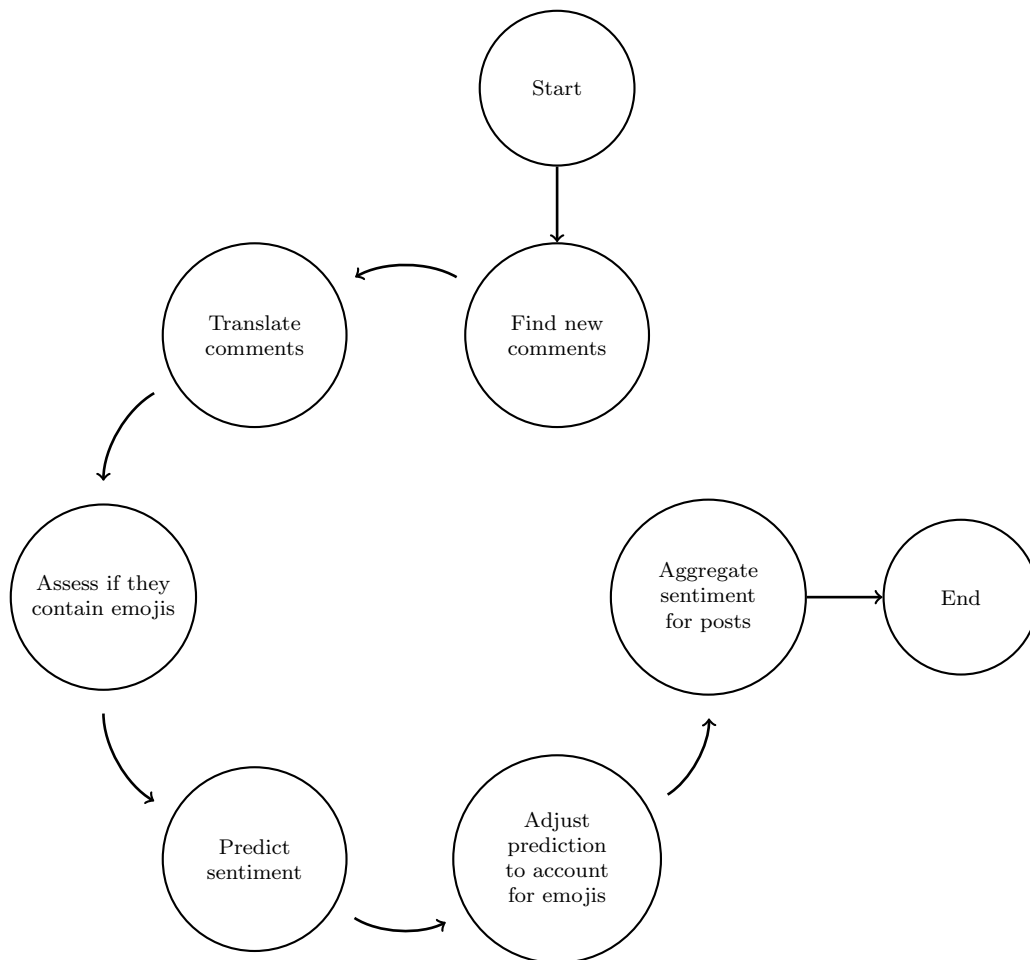 Start
Find new
comments
Translate
comments
Assess if they
contain emojis
Predict
sentiment
Adjust
prediction
to account
for emojis
Aggregate
sentiment
for posts
End